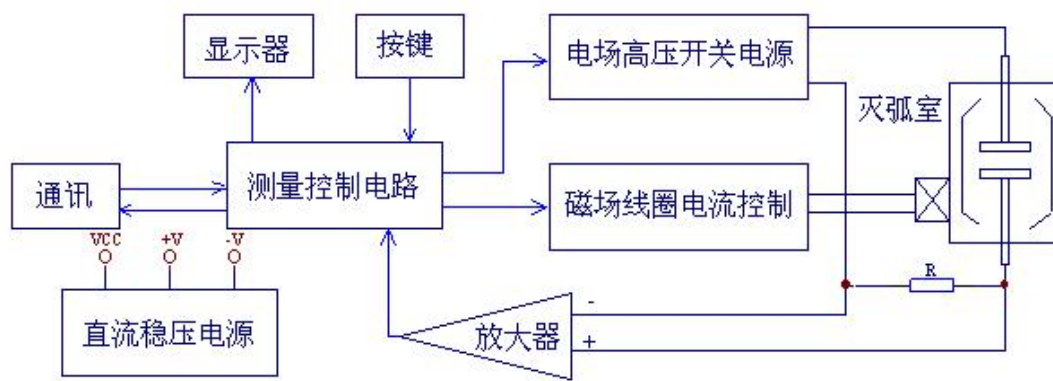 显示器
按键
电场高压开关电源
灭弧室
通讯
测量控制电路
磁场线圈电流控制
VCC
+V
-V
R
直流稳压电源
放大器
-
+